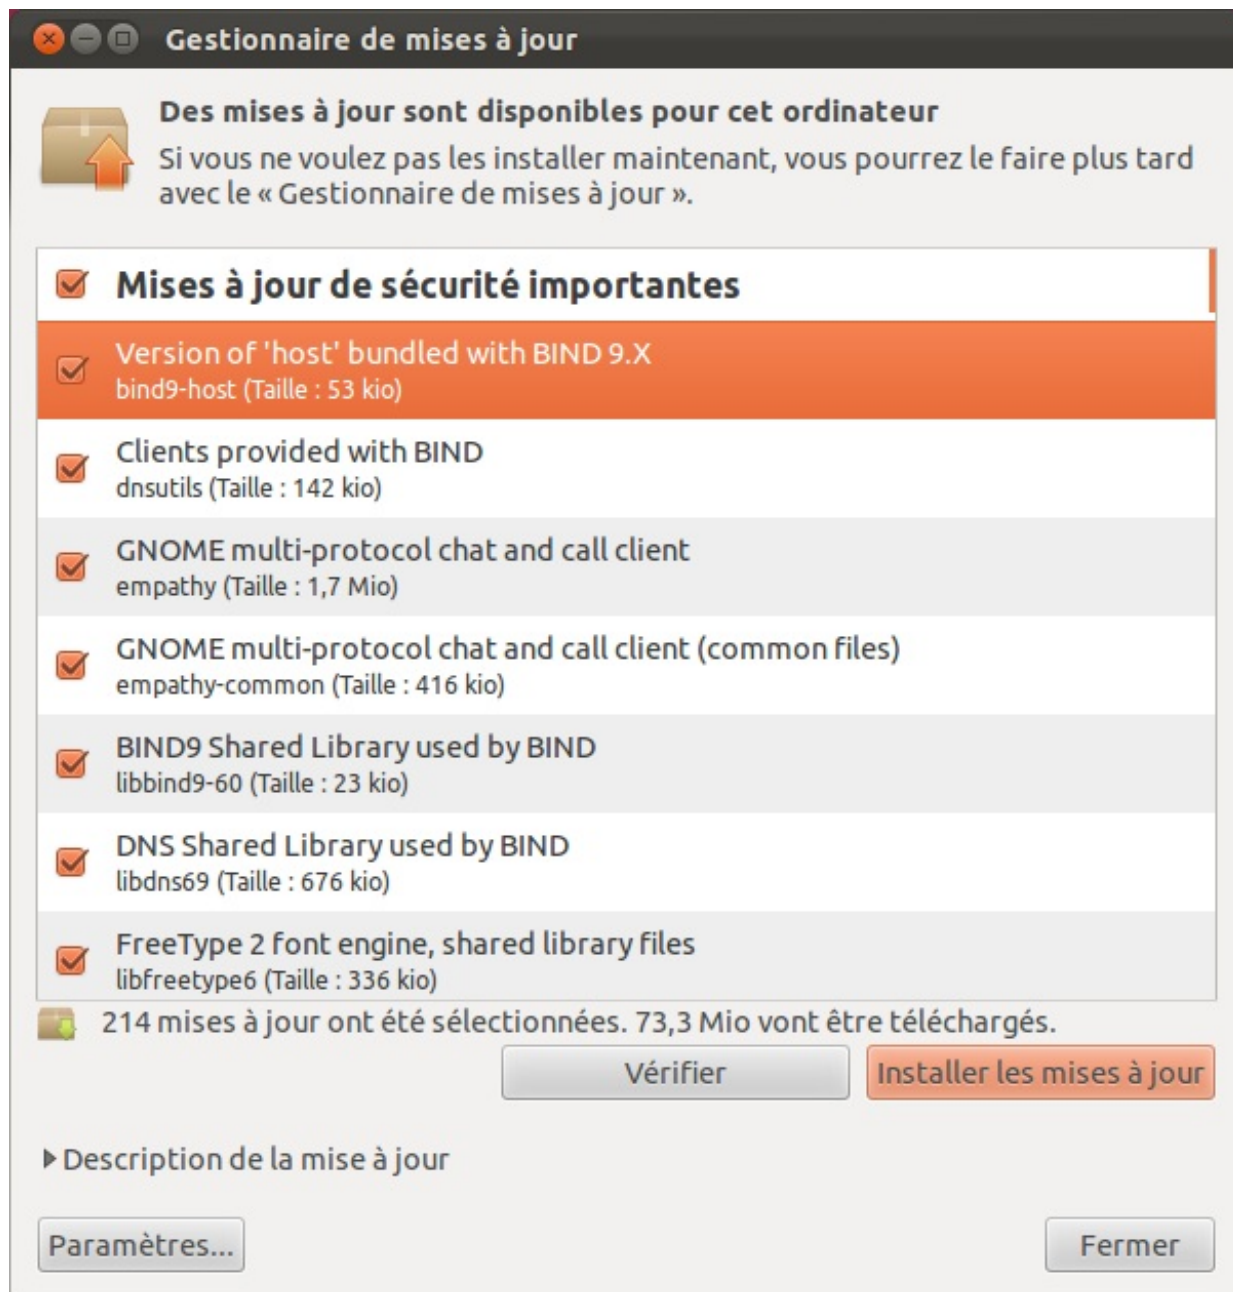 Gestionnaire de mises à jour
Des mises à jour sont disponibles pour cet ordinateur
Si vous ne voulez pas les installer maintenant, vous pourrez le faire plus tard
avec le « Gestionnaire de mises à jour ».
Mises à jour de sécurité importantes
Version of 'host' bundled with BIND 9.X
bind9-host (Taille : 53 kio)
Clients provided with BIND
dnsutils (Taille : 142 kio)
GNOME multi-protocol chat and call client
empathy (Taille : 1,7 Mio)
GNOME multi-protocol chat and call client (common files)
empathy-common (Taille : 416 kio)
BIND9 Shared Library used by BIND
libbind9-60 (Taille : 23 kio)
DNS Shared Library used by BIND
libdns69 (Taille : 676 kio)
FreeType 2 font engine, shared library files
libfreetype6 (Taille : 336 kio)
214 mises à jour ont été sélectionnées. 73,3 Mio vont être téléchargés.
Vérifier
Installer les mises à jour
Description de la mise à jour
Paramètres...
Fermer